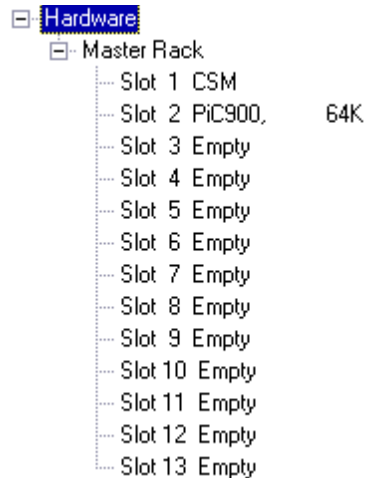 Hardware
Master Rack
Slot 1 CSM
Slot 2 PiC900, 64K
Slot 3 Empty
Slot 4 Empty
Slot 5 Empty
Slot 6 Empty
Slot 7 Empty
Slot 8 Empty
Slot 9 Empty
Slot 10 Empty
Slot 11 Empty
Slot 12 Empty
Slot 13 Empty